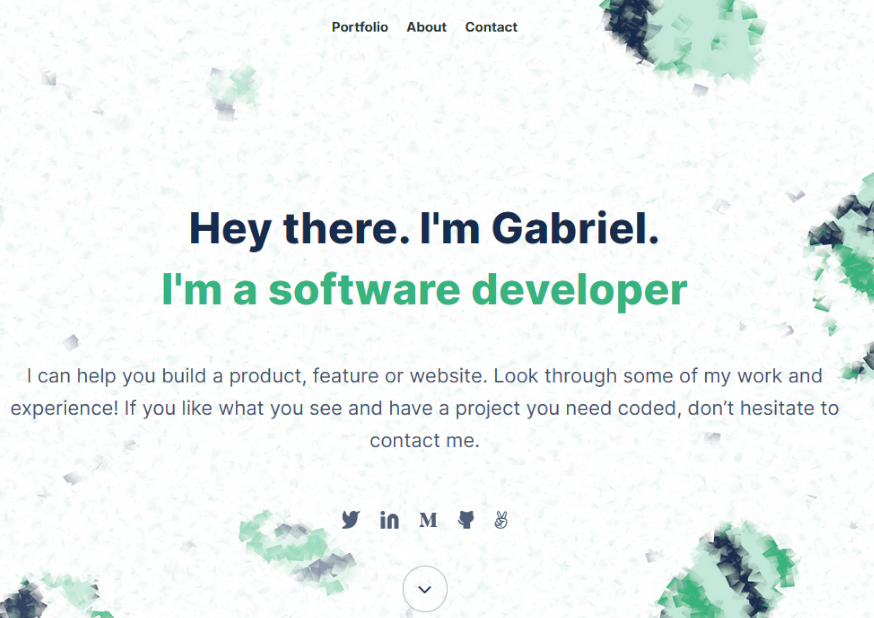 Portfolio About Contact
Hey there. I'm Gabriel.
I'm a software developer
I can help you build a product, feature or website. Look through some of my work and
experience! If you like what you see and have a project you need coded, don’t hesitate to
contact me.